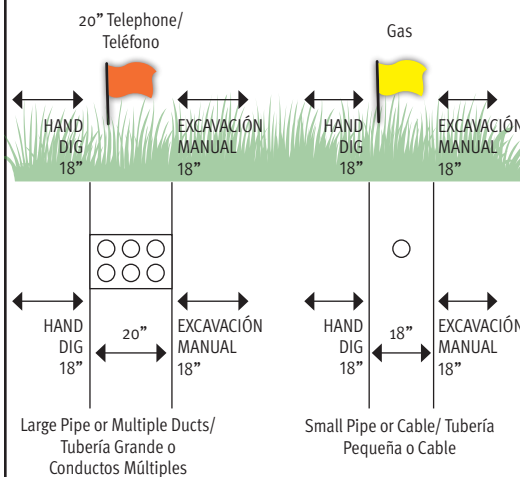 20” Telephone/
Teléfono
HAND
DIG
18”
EXCAVACIÓN
MANUAL
18”
HAND
DIG
18”
20”
EXCAVACIÓN
MANUAL
18”
Large Pipe or Multiple Ducts/
Tubería Grande o
Conductos Múltiples
Gas
HAND
DIG
18”
EXCAVACIÓN
MANUAL
18”
HAND
DIG
18”
18”
EXCAVACIÓN
MANUAL
18”
Small Pipe or Cable/ Tubería
Pequeña o Cable